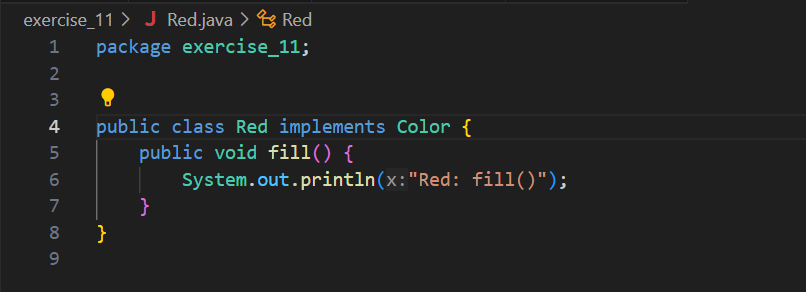 exercise_11 > J Red.java > Red
1 package exercise_11;
2
3
4 public class Red implements Color {
5 public void fill() {
6 System.out.println(x:"Red: fill()");
7 }
8 }
9